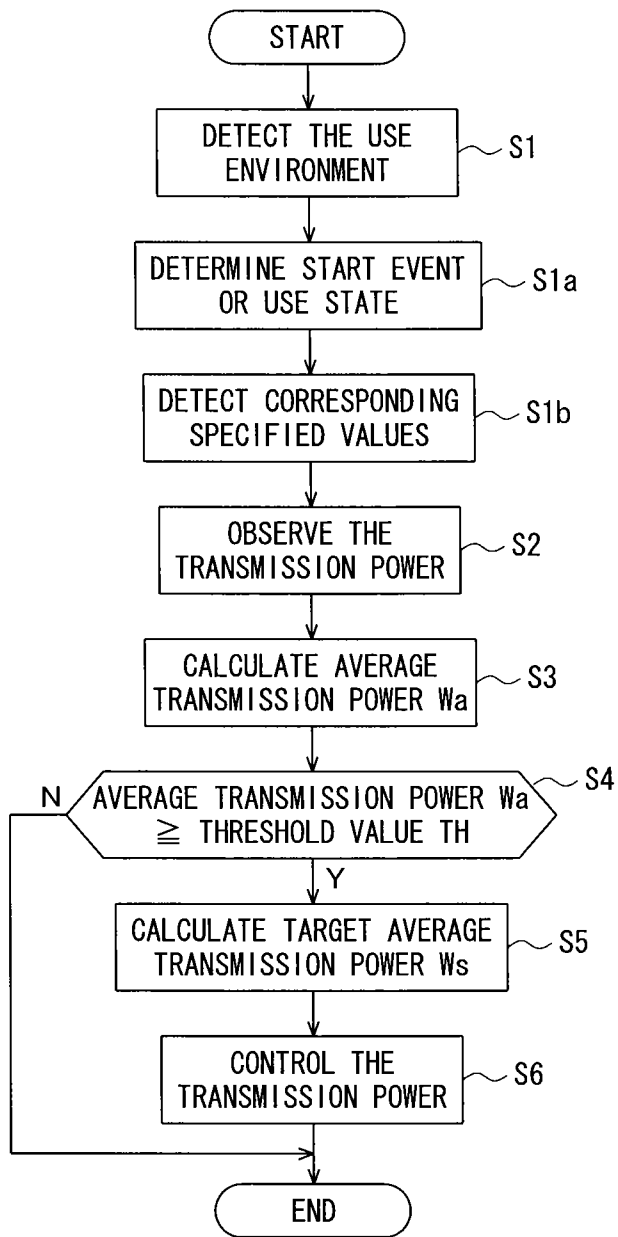 START
DETECT THE USE
ENVIRONMENT
S1
DETERMINE START EVENT
OR USE STATE
S1a
DETECT CORRESPONDING
SPECIFIED VALUES
S1b
OBSERVE THE
TRANSMISSION POWER
S2
CALCULATE AVERAGE
TRANSMISSION POWER Wa
S3
N
AVERAGE TRANSMISSION POWER Wa
≧ THRESHOLD VALUE TH
S4
Y
CALCULATE TARGET AVERAGE
TRANSMISSION POWER Ws
S5
CONTROL THE
TRANSMISSION POWER
S6
END